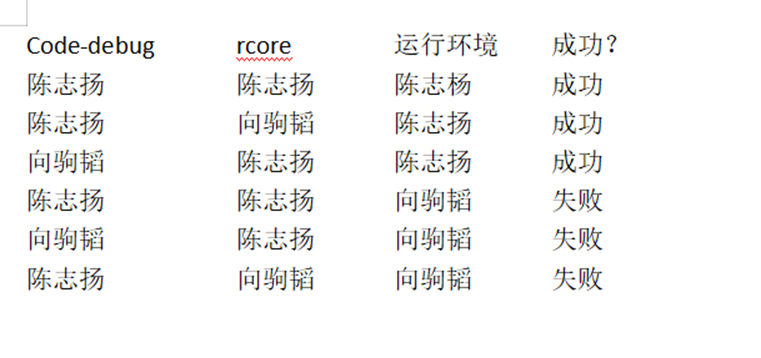 Code-debug rcore 运行环境 成功？
陈志扬 陈志扬 陈志杨 成功
陈志扬 向驹韬 陈志扬 成功
向驹韬 陈志扬 陈志扬 成功
陈志扬 陈志扬 向驹韬 失败
向驹韬 陈志扬 向驹韬 失败
陈志扬 向驹韬 向驹韬 失败